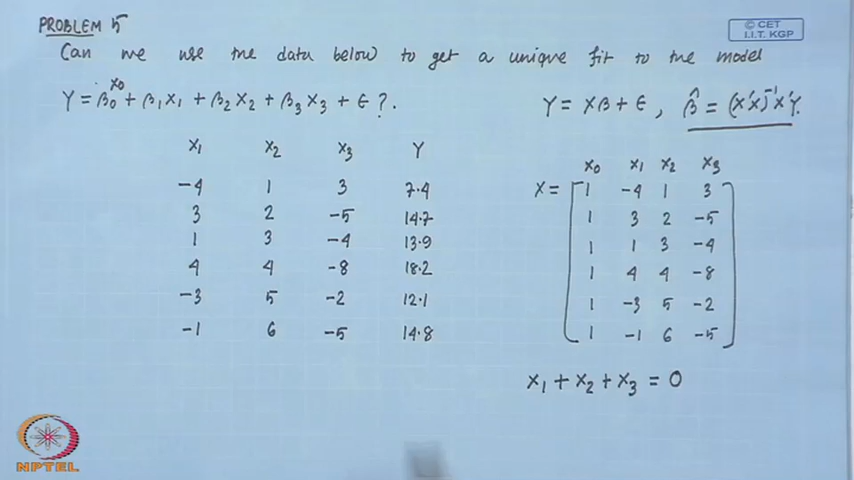 PROBLEM 5
© CET
I.I.T. KGP
Can we use the data below to get a unique fit to the model
Y = β₀x₀ + β₁X₁ + β₂X₂ + β₃X₃ + ϵ ?.
Y = Xβ + ϵ, β̂ = (X'X)⁻¹X'Y.
X₁ X₂ X₃ Y
-4 1 3 7.4
3 2 -5 14.7
1 3 -4 13.9
4 4 -8 18.2
-3 5 -2 12.1
-1 6 -5 14.8
X₀ X₁ X₂ X₃
X = 1 -4 1 3
1 3 2 -5
1 1 3 -4
1 4 4 -8
1 -3 5 -2
1 -1 6 -5
X₁ + X₂ + X₃ = 0
NPTEL